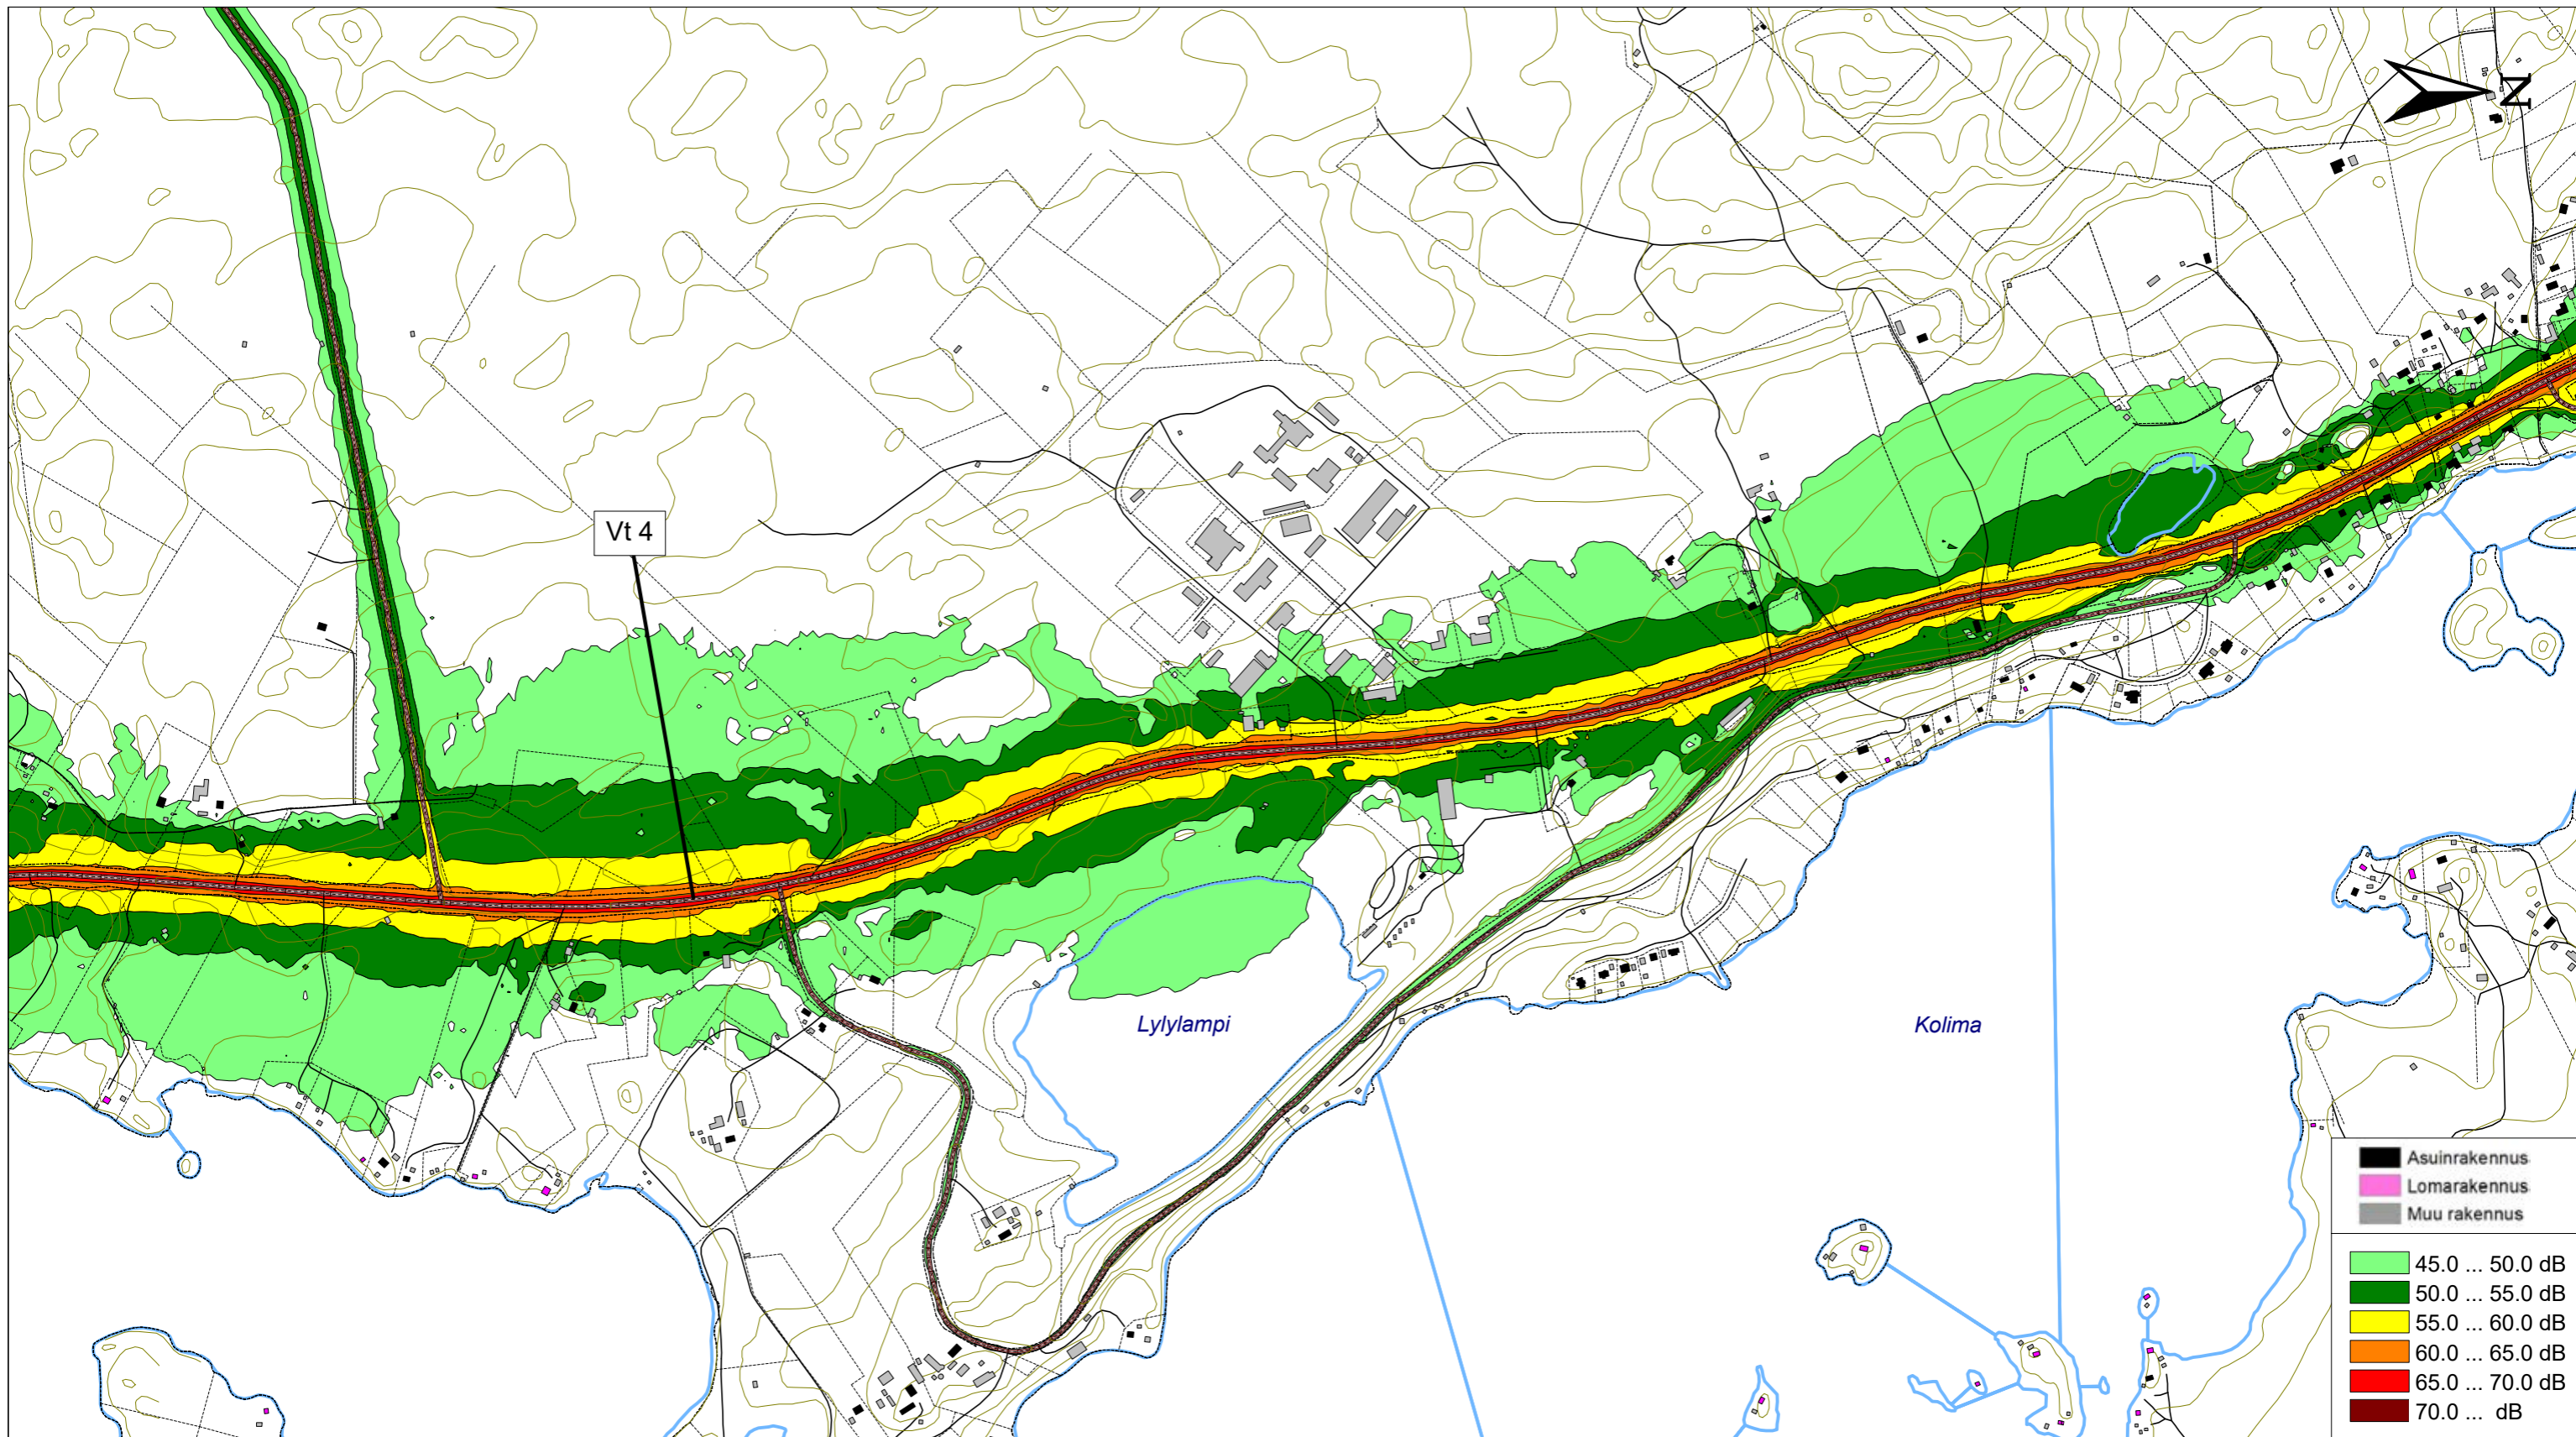 N
Vt 4
Lylylampi
Kolima
Asuinrakennus
Lomarakennus
Muu rakennus
45.0 ... 50.0 dB
50.0 ... 55.0 dB
55.0 ... 60.0 dB
60.0 ... 65.0 dB
65.0 ... 70.0 dB
70.0 ... dB